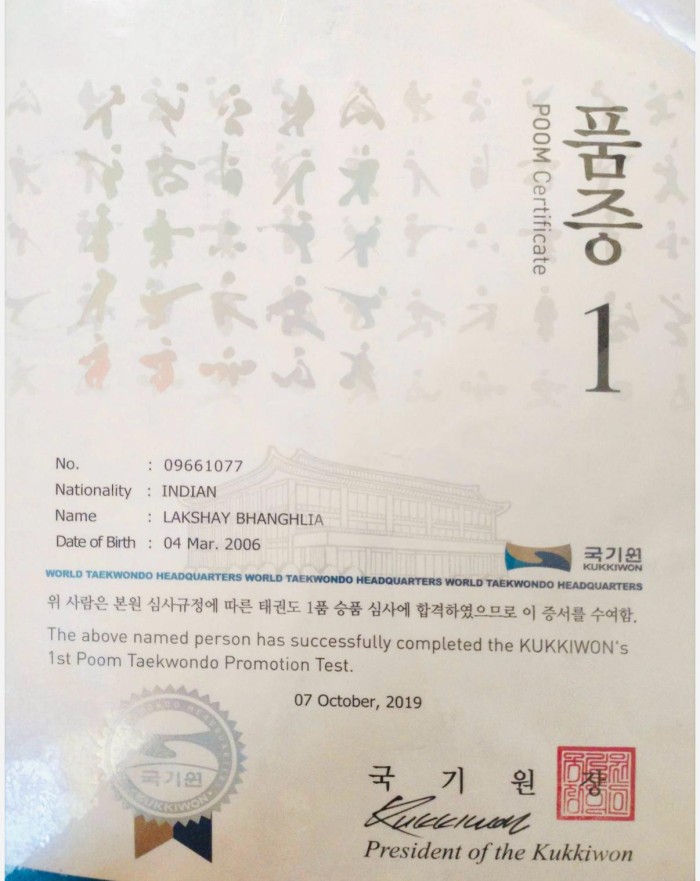 품증
POOM Certificate
1
No. : 09661077
Nationality : INDIAN
Name : LAKSHAY BHANGHLIA
Date of Birth : 04 Mar. 2006
국기원
KUKKIWON
WORLD TAEKWONDO HEADQUARTERS WORLD TAEKWONDO HEADQUARTERS WORLD TAEKWONDO HEADQUARTERS
위 사람은 본원 심사규정에 따른 태권도 1품 승품 심사에 합격하였으므로 이 증서를 수여함.
The above named person has successfully completed the KUKKIWON's
1st Poom Taekwondo Promotion Test.
07 October, 2019
국기원
KUKKIWON
국 기 원 장
Kukkiwon
President of the Kukkiwon